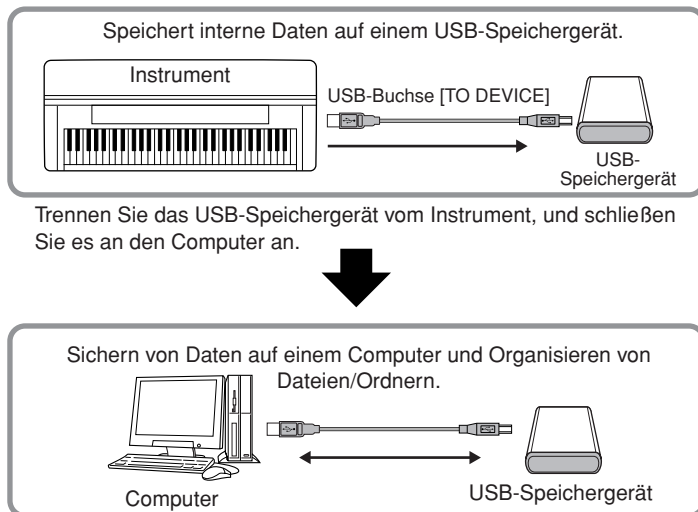 Speichert interne Daten auf einem USB-Speichergerät.
Instrument
USB-Buchse [TO DEVICE]
USB-
Speichergerät
Trennen Sie das USB-Speichergerät vom Instrument, und schließen
Sie es an den Computer an.
Sichern von Daten auf einem Computer und Organisieren von
Dateien/Ordnern.
Computer
USB-Speichergerät